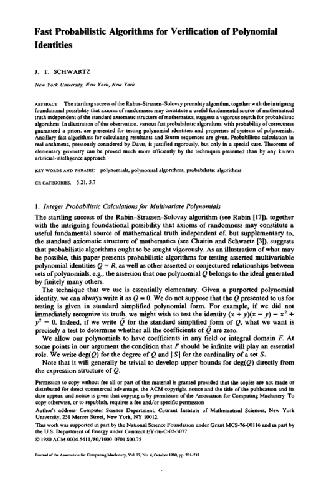 Fast Probabilistic Algorithms for Verification of Polynomial
Identities
J. T. SCHWARTZ
New York University, New York, New York
ABSTRACT The startling success of the Rabin-Strassen-Solovay primality algorithm, together with the intriguing
foundational possibility that axioms of randomness may constitute a useful fundamental source of mathematical
truth independent of the standard axiomatic structure of mathematics, suggests a vigorous search for probabilistic
algorithms In illustration of this observation, various fast probabilistic algorithms, with probability of correctness
guaranteed a priori, are presented for testing polynomial identities and properties of systems of polynomials.
Ancillary fast algorithms for calculating resultants and Sturm sequences are given. Probabilistic calculation in
real arithmetic, previously considered by Davis, is justified rigorously, but only in a special case. Theorems of
elementary geometry can be proved much more efficiently by the techniques presented than by any known
artificial-intelligence approach
KEY WORDS AND PHRASES polynomials, polynomial algorithms, probabilistic algorithms
CR CATEGORIES 5.21, 5.7
1. Integer Probabilistic Calculations for Multivariate Polynomials
The startling success of the Rabin-Strassen-Solovay algorithm (see Rabin [17]), together
with the intriguing foundational possibility that axioms of randomness may constitute a
useful fundamental source of mathematical truth independent of, but supplementary to,
the standard axiomatic structure of mathematics (see Chaitin and Schwartz [3]), suggests
that probabilistic algorithms ought to be sought vigorously. As an illustration of what may
be possible, this paper presents probabilistic algorithms for testing asserted multivariable
polynomial identities Q = R, as well as other asserted or conjectured relationships between
sets of polynomials, e.g., the assertion that one polynomial Q belongs to the ideal generated
by finitely many others.
The technique that we use is essentially elementary. Given a purported polynomial
identity, we can always write it as Q = 0. We do not suppose that the Q presented to us for
testing is given in standard simplified polynomial form. For example, if we did not
immediately recognize its truth, we might wish to test the identity (x + y)(x - y) - x² +
y² = 0. Indeed, if we write Q for the standard simplified form of Q, what we want is
precisely a test to determine whether all the coefficients of Q are zero.
We allow our polynomials to have coefficients in any field or integral domain F. At
some points in our argument the condition that F should be infinite will play an essential
role. We write deg(Q) for the degree of Q and |S| for the cardinality of a set S.
Note that it will generally be trivial to develop upper bounds for deg(Q) directly from
the expression structure of Q.
Permission to copy without fee all or part of this material is granted provided that the copies are not made or
distributed for direct commercial advantage, the ACM copyright notice and the title of the publication and its
date appear, and notice is given that copying is by permission of the Association for Computing Machinery. To
copy otherwise, or to republish, requires a fee and/or specific permission
Author's address Computer Science Department, Courant Institute of Mathematical Sciences, New York
University, 251 Mercer Street, New York, NY 10012.
This work was supported in part by the National Science Foundation under Grant MCS-76-00116 and in part by
the U.S. Department of Energy under Contract
© 1980 ACM
Journal of the Association for Computing Machinery, Vol 27, No 4, October 1980, pp